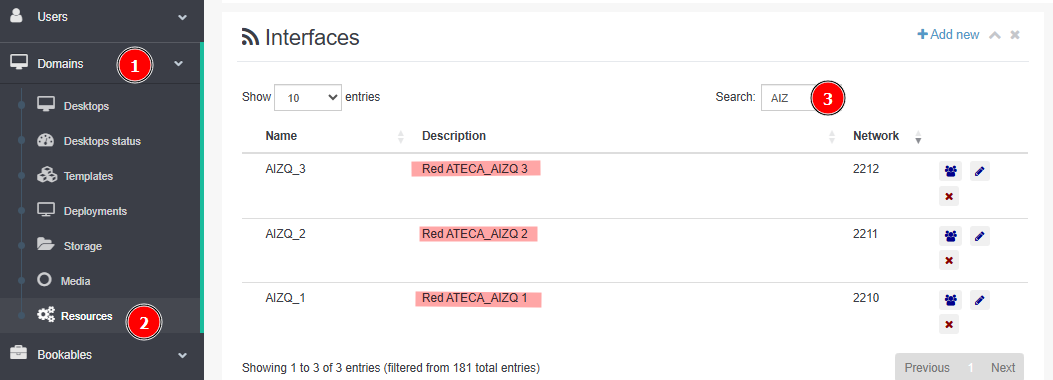 Users
Domains
1
Desktops
Desktops status
Templates
Deployments
Storage
Media
Resources
2
Bookables
Interfaces
Add new
Show 10 entries
Search: AIZ
3
Name Description Network
AIZQ_3 Red ATECA_AIZQ 3 2212
AIZQ_2 Red ATECA_AIZQ 2 2211
AIZQ_1 Red ATECA_AIZQ 1 2210
Showing 1 to 3 of 3 entries (filtered from 181 total entries)
Previous 1 Next